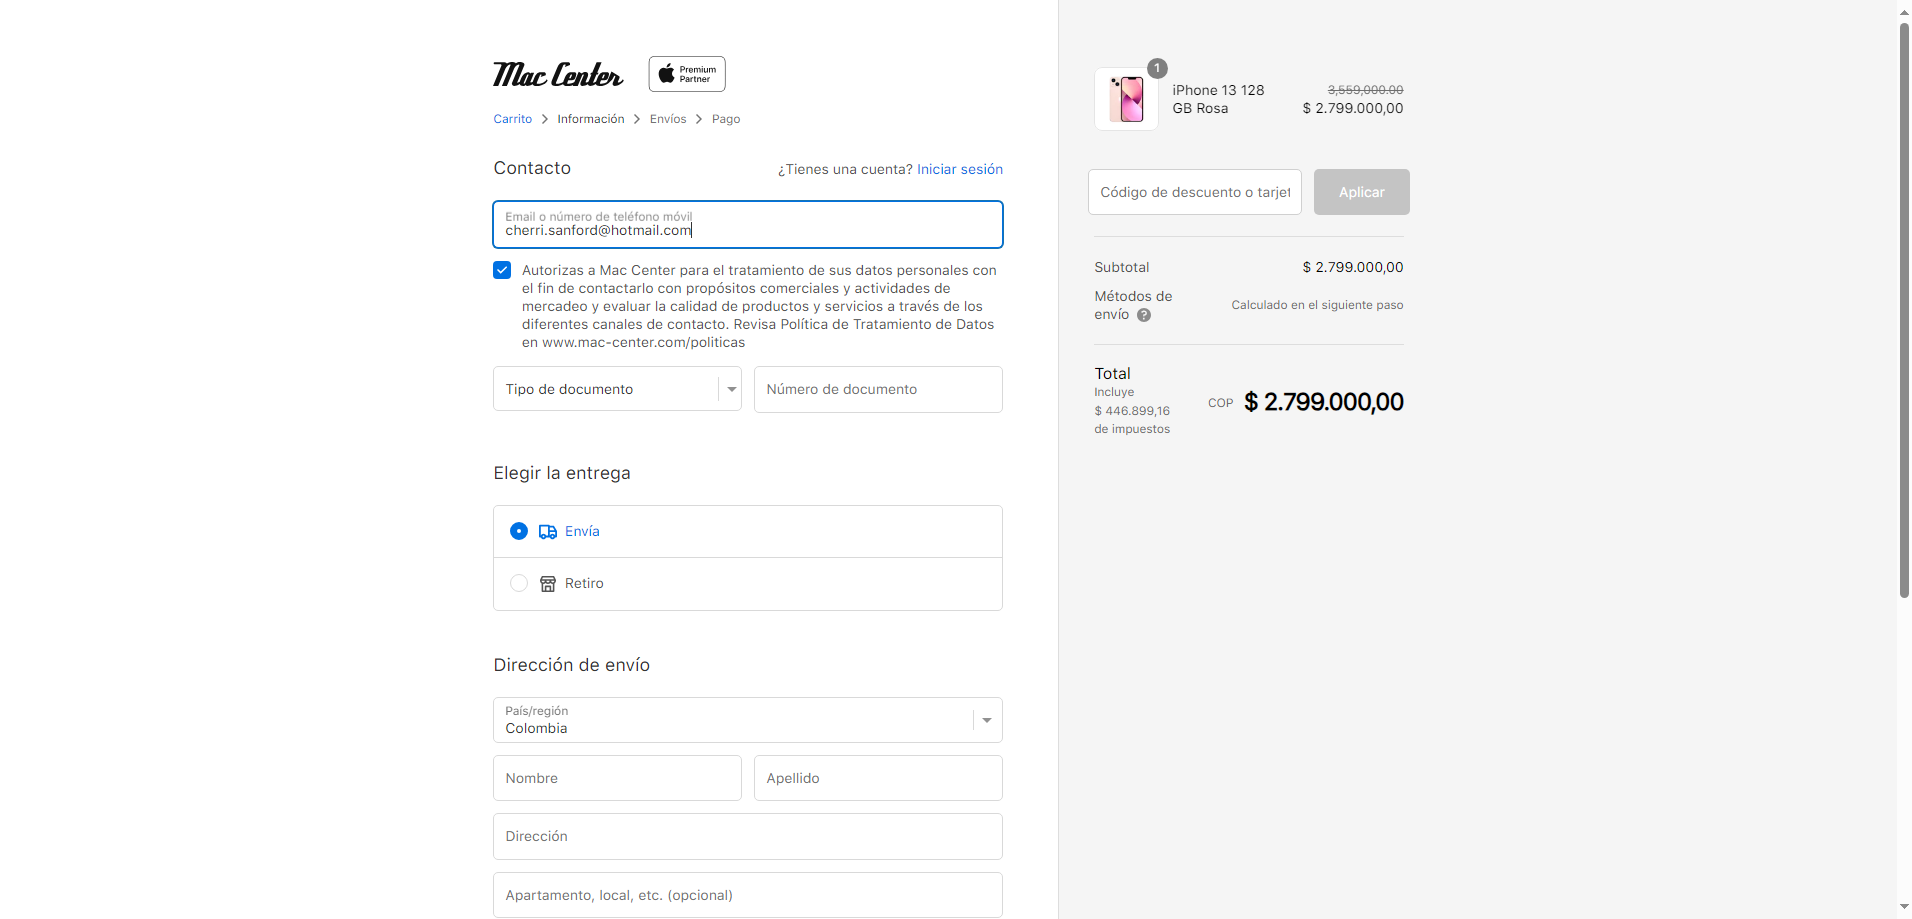 Mac Center
Premium
Partner
Carrito > Información > Envíos > Pago
Contacto
¿Tienes una cuenta? Iniciar sesión
Email o número de teléfono móvil
cherri.sanford@hotmail.com
Autorizas a Mac Center para el tratamiento de sus datos personales con
el fin de contactarlo con propósitos comerciales y actividades de
mercadeo y evaluar la calidad de productos y servicios a través de los
diferentes canales de contacto. Revisa Política de Tratamiento de Datos
en www.mac-center.com/politicas
Tipo de documento
Número de documento
Elegir la entrega
Envía
Retiro
Dirección de envío
País/región
Colombia
Nombre
Apellido
Dirección
Apartamento, local, etc. (opcional)
1
iPhone 13 128
GB Rosa
3,559,000.00
$ 2.799.000,00
Código de descuento o tarjet
Aplicar
Subtotal
$ 2.799.000,00
Métodos de
envío ?
Calculado en el siguiente paso
Total
Incluye
$ 446.899,16
de impuestos
COP $ 2.799.000,00